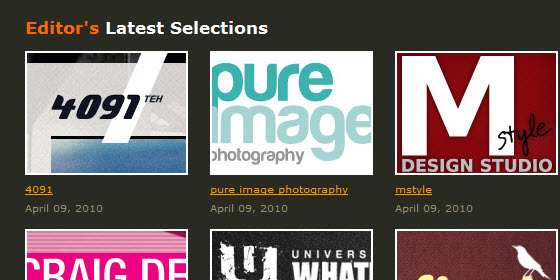 Editor's Latest Selections
4091 TEH
pure
image
photography
M
style
DESIGN STUDIO
4091
pure image photography
mstyle
April 09, 2010
April 09, 2010
April 09, 2010
CRAIG DE
UNIVERS
WHAT